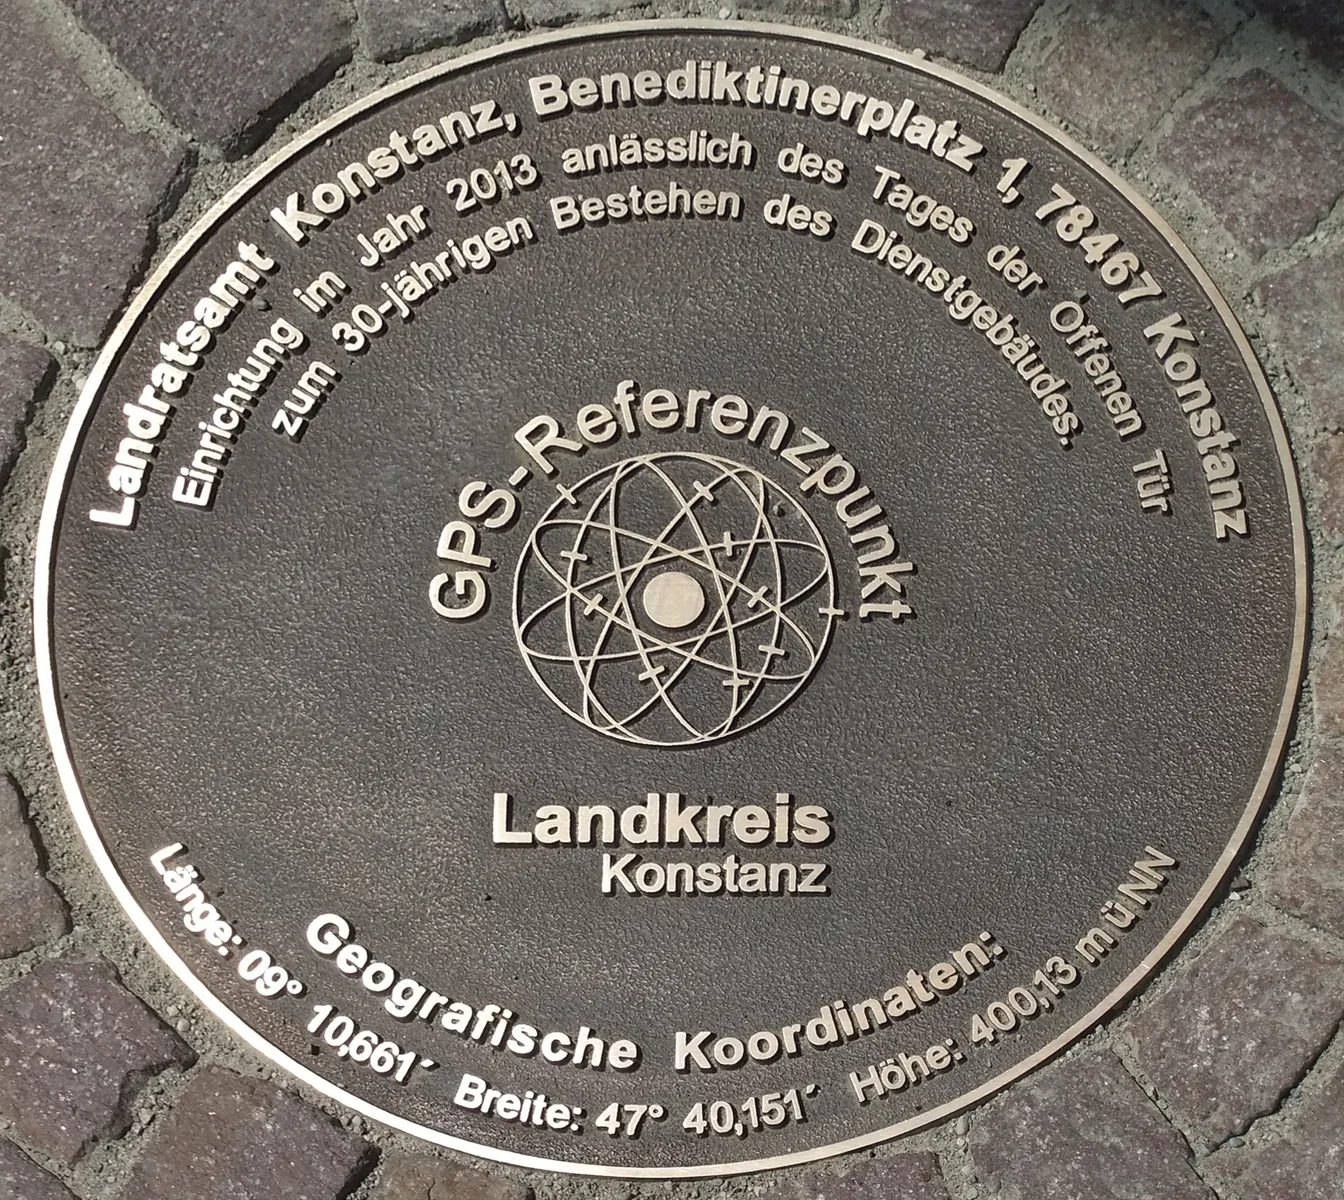 Landratsamt Konstanz, Benediktinerplatz 1, 78467 Konstanz
Einrichtung im Jahr 2013 anlässlich des Tages der Offenen Tür
zum 30-jährigen Bestehen des Dienstgebäudes.
GPS-Referenzpunkt
Landkreis
Konstanz
Geografische Koordinaten:
Länge: 09° 10,661´ Breite: 47° 40,151´ Höhe: 400,13 müNN